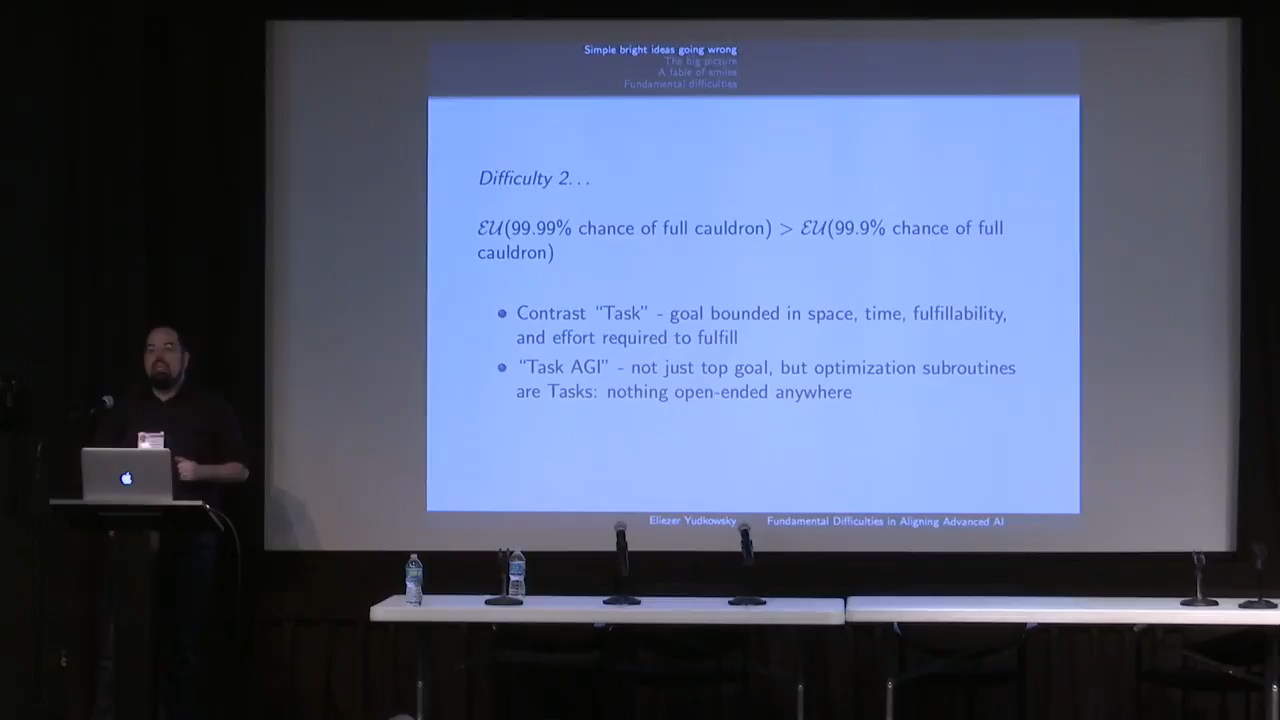 Simple bright ideas going wrong
The big picture
A fable of smiles
Fundamental difficulties
Difficulty 2. . .
ℰ𝒰(99.99% chance of full cauldron) > ℰ𝒰(99.9% chance of full
cauldron)
Contrast “Task” - goal bounded in space, time, fulfillability,
and effort required to fulfill
“Task AGI” - not just top goal, but optimization subroutines
are Tasks: nothing open-ended anywhere
Eliezer Yudkowsky Fundamental Difficulties in Aligning Advanced AI